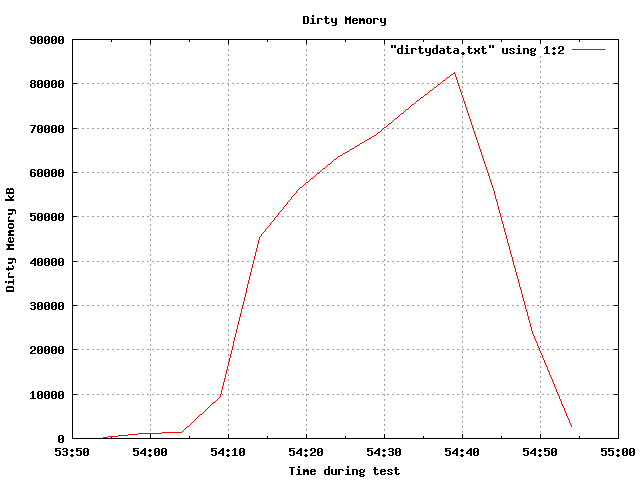 Dirty Memory
"dirtydata.txt" using 1:2
90000
80000
70000
60000
50000
40000
30000
20000
10000
0
Dirty Memory kB
53:50 54:00 54:10 54:20 54:30 54:40 54:50 55:00
Time during test